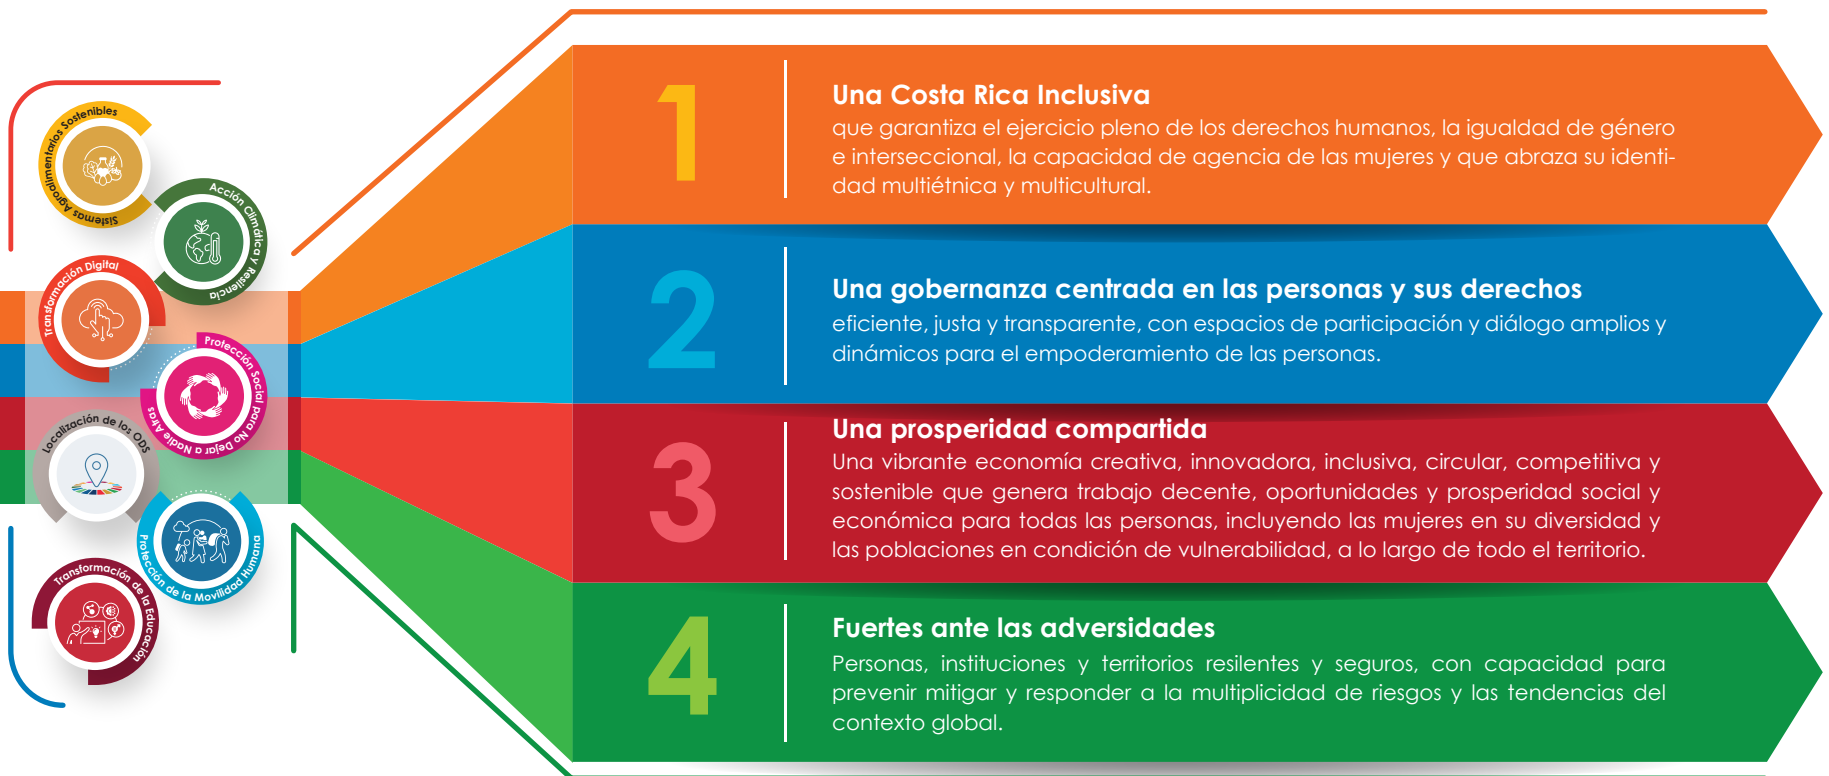 Sistemas Agroalimentarios Sostenibles
Acción Climática y Resiliencia
Transformación Digital
Protección Social para No Dejar a Nadie Atras
Localización de los ODS
Protección de la Movilidad Humana
Transformación de la Educación
1
Una Costa Rica Inclusiva
que garantiza el ejercicio pleno de los derechos humanos, la igualdad de género
e interseccional, la capacidad de agencia de las mujeres y que abraza su identi-
dad multiétnica y multicultural.
2
Una gobernanza centrada en las personas y sus derechos
eficiente, justa y transparente, con espacios de participación y diálogo amplios y
dinámicos para el empoderamiento de las personas.
3
Una prosperidad compartida
Una vibrante economía creativa, innovadora, inclusiva, circular, competitiva y
sostenible que genera trabajo decente, oportunidades y prosperidad social y
económica para todas las personas, incluyendo las mujeres en su diversidad y
las poblaciones en condición de vulnerabilidad, a lo largo de todo el territorio.
4
Fuertes ante las adversidades
Personas, instituciones y territorios resilentes y seguros, con capacidad para
prevenir mitigar y responder a la multiplicidad de riesgos y las tendencias del
contexto global.